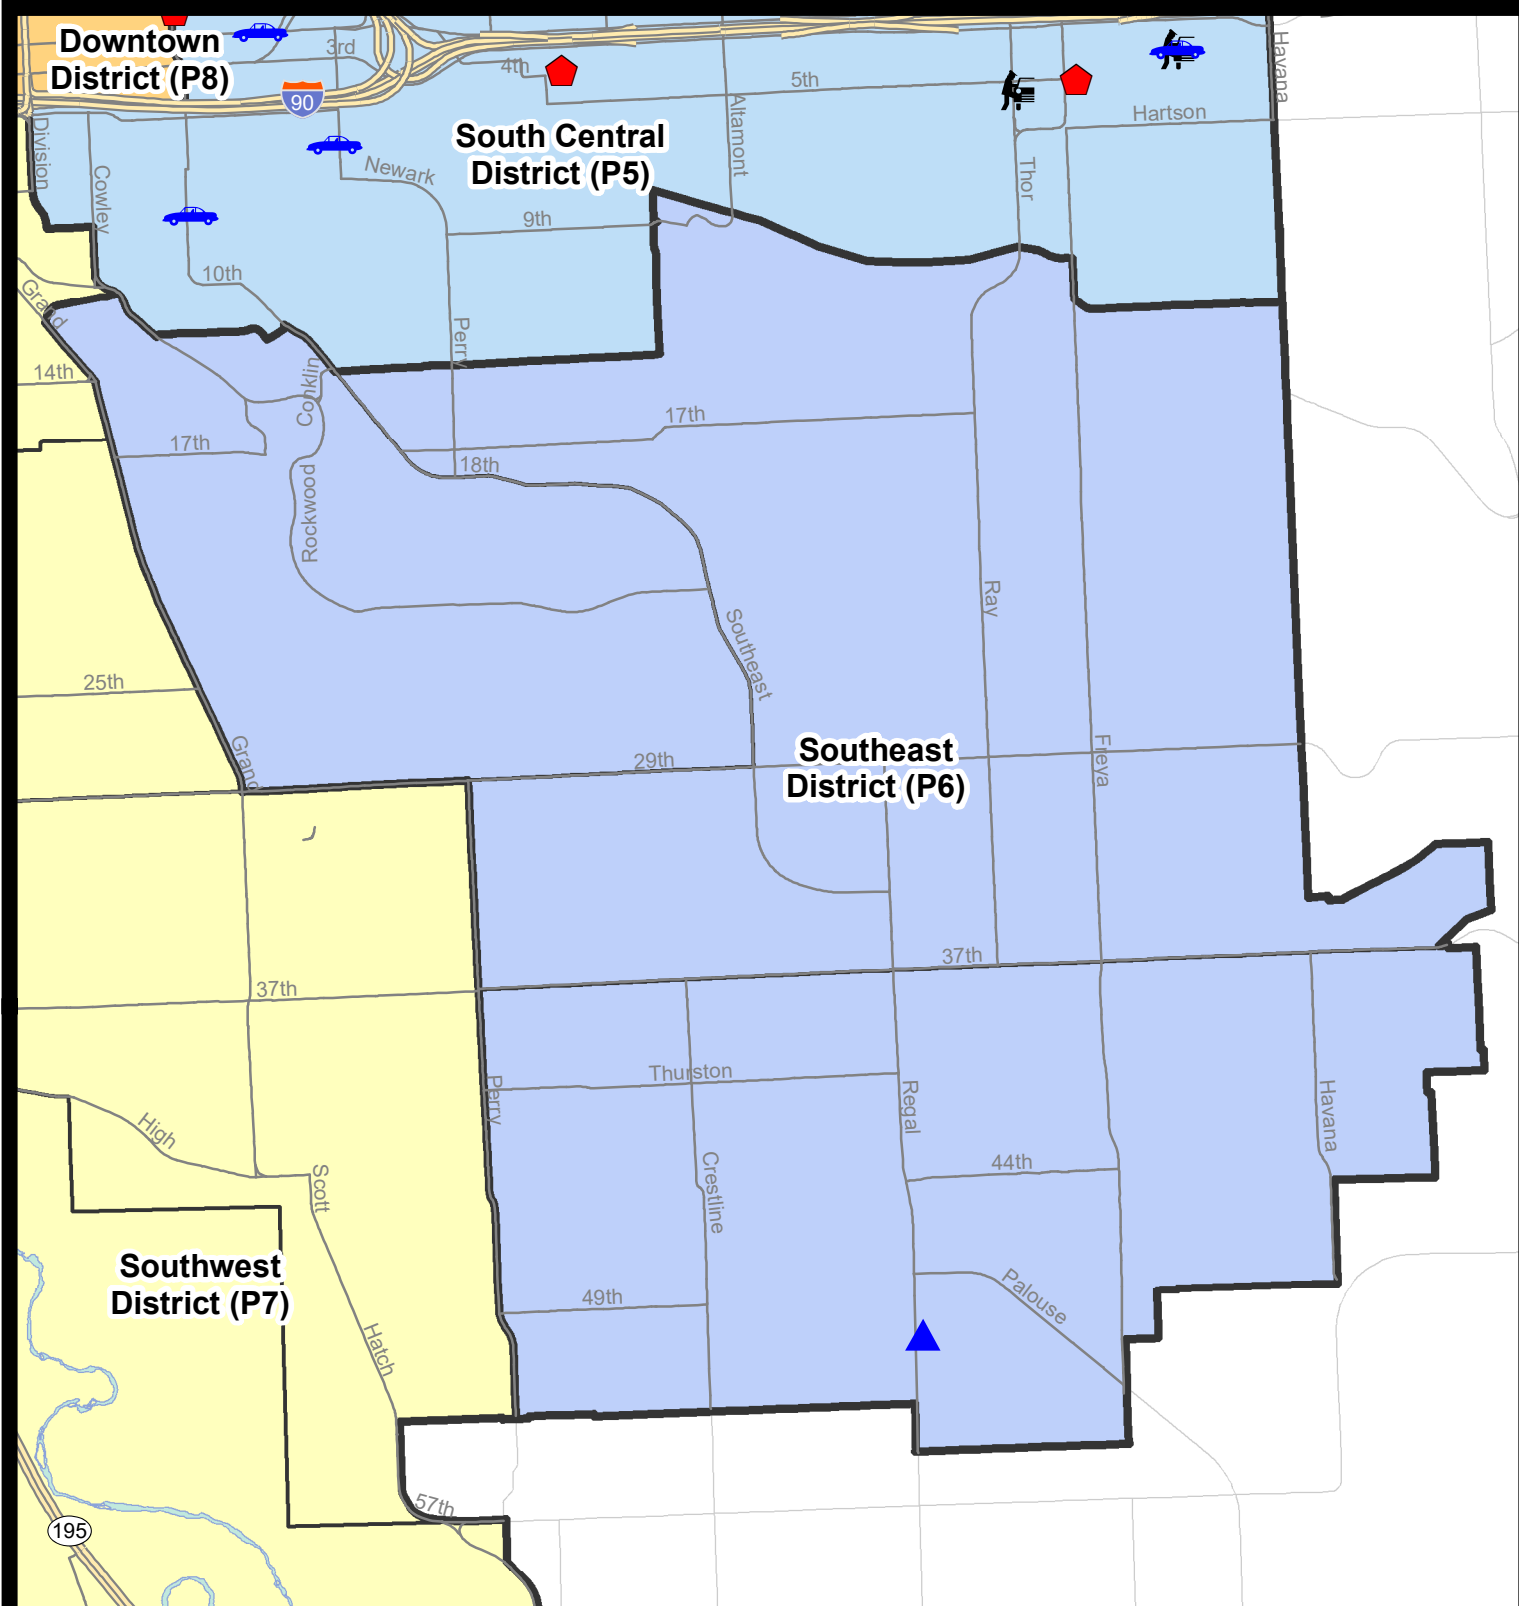 Downtown
District (P8)
3rd
4th
5th
90
Havana
Hartson
Division
South Central
District (P5)
Altamont
Thor
Newark
Cowley
9th
10th
Grand
Perry
14th
Conklin
17th
17th
18th
Rockwood
Ray
Southeast
25th
Grand
29th
Southeast
District (P6)
Freya
37th
37th
Thurston
Perry
Regal
Havana
High
44th
Scott
Crestline
Southwest
District (P7)
49th
Palouse
Hatch
57th
195